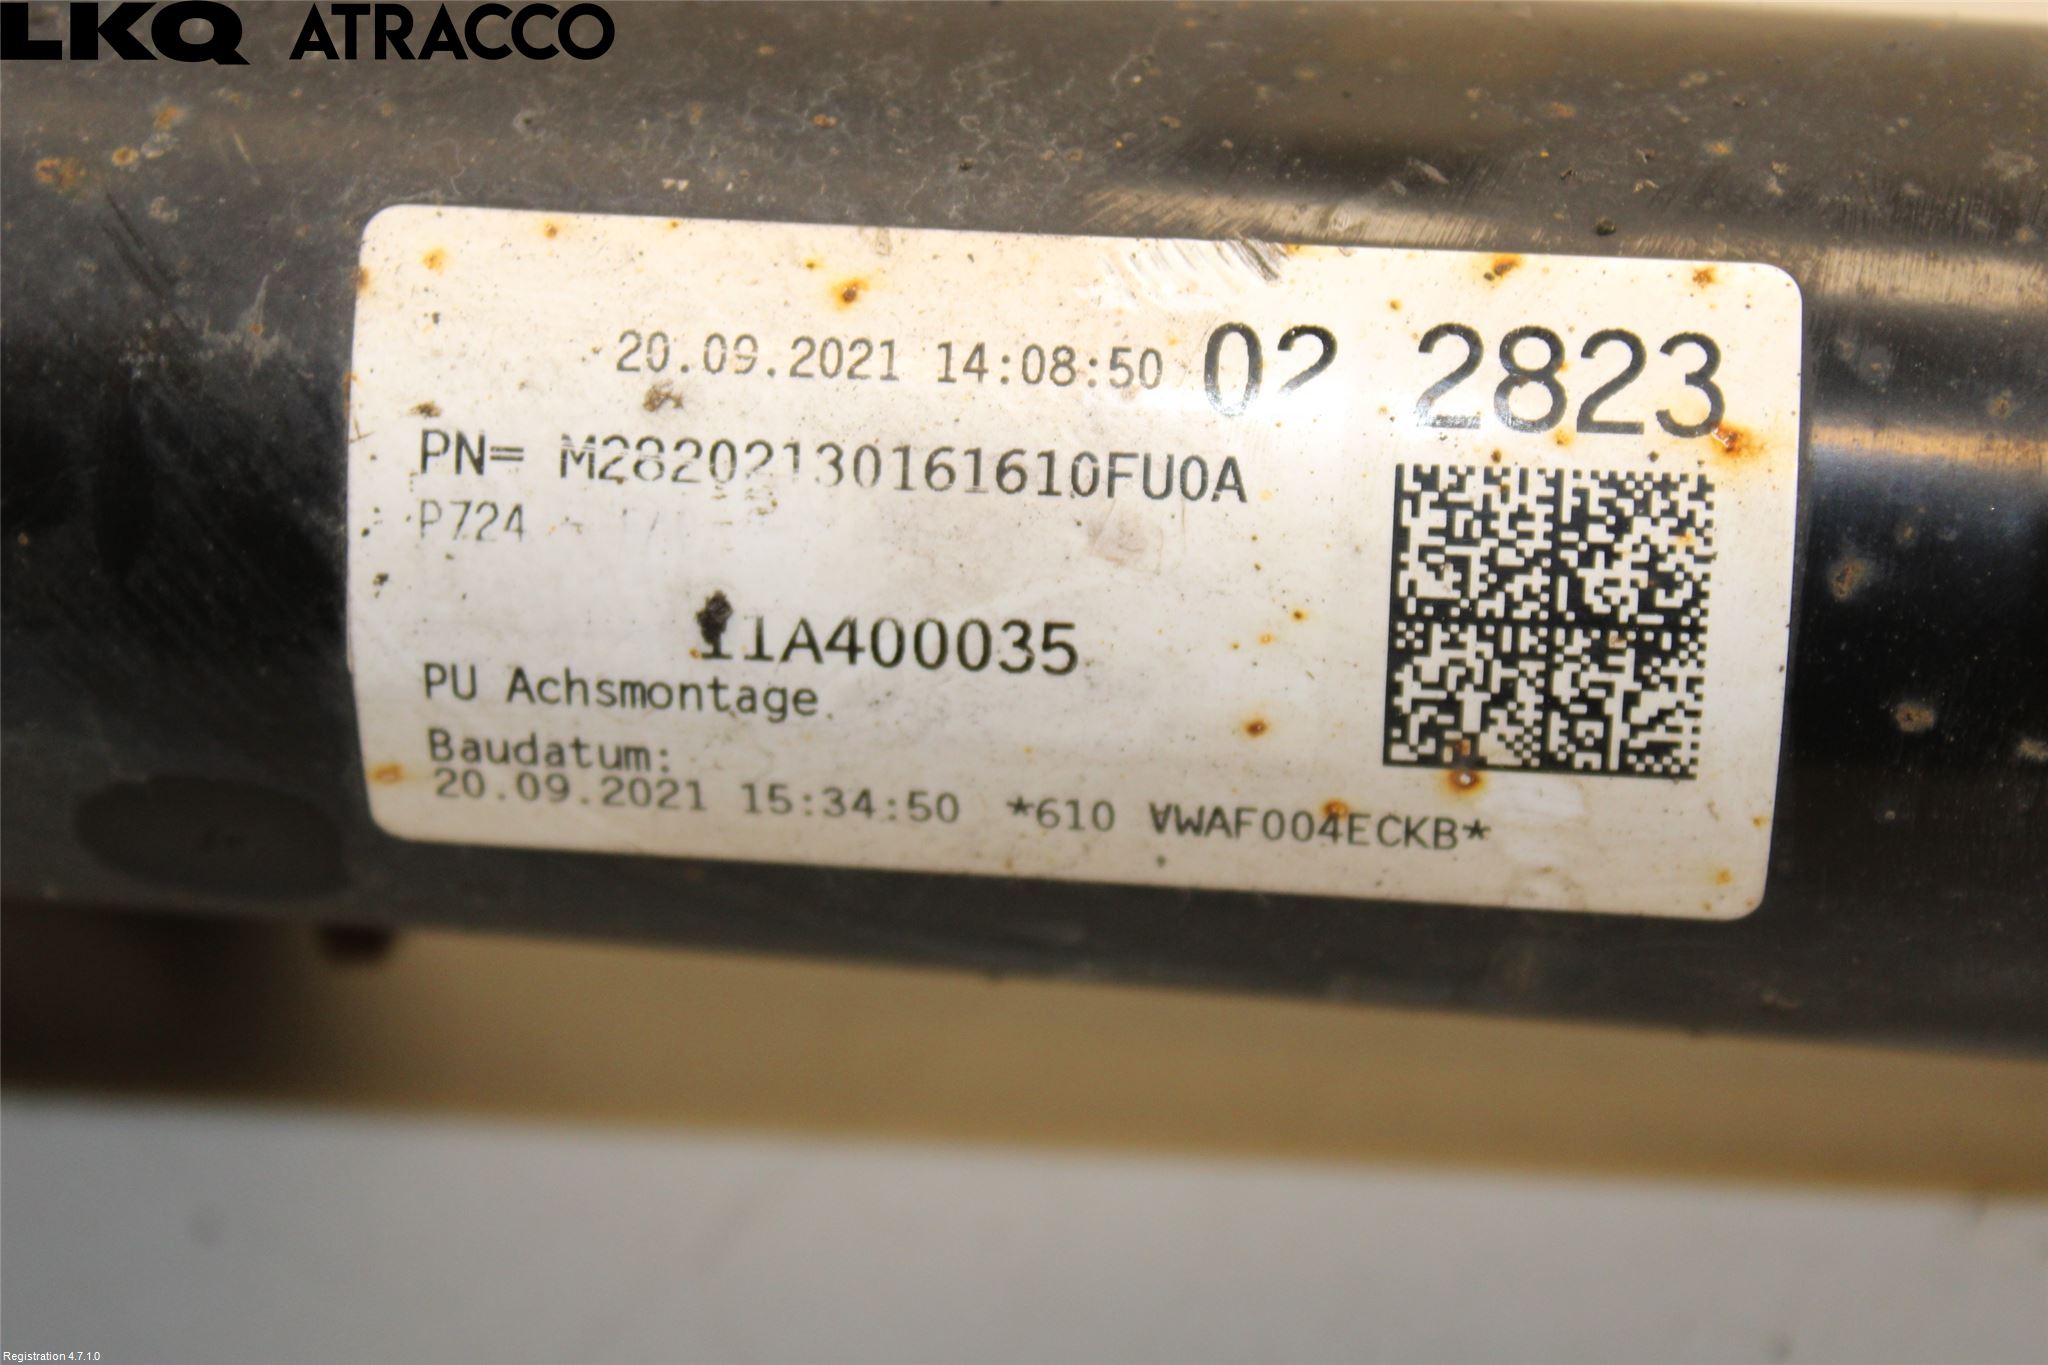 LKQ ATRACCO
20.09.2021 14:08:50 02 2823
PN= M28202130161610FU0A
P724
11A400035
PU Achsmontage
Baudatum:
20.09.2021 15:34:50 *610 VWAF004ECKB*
Registration 4.7.1.0